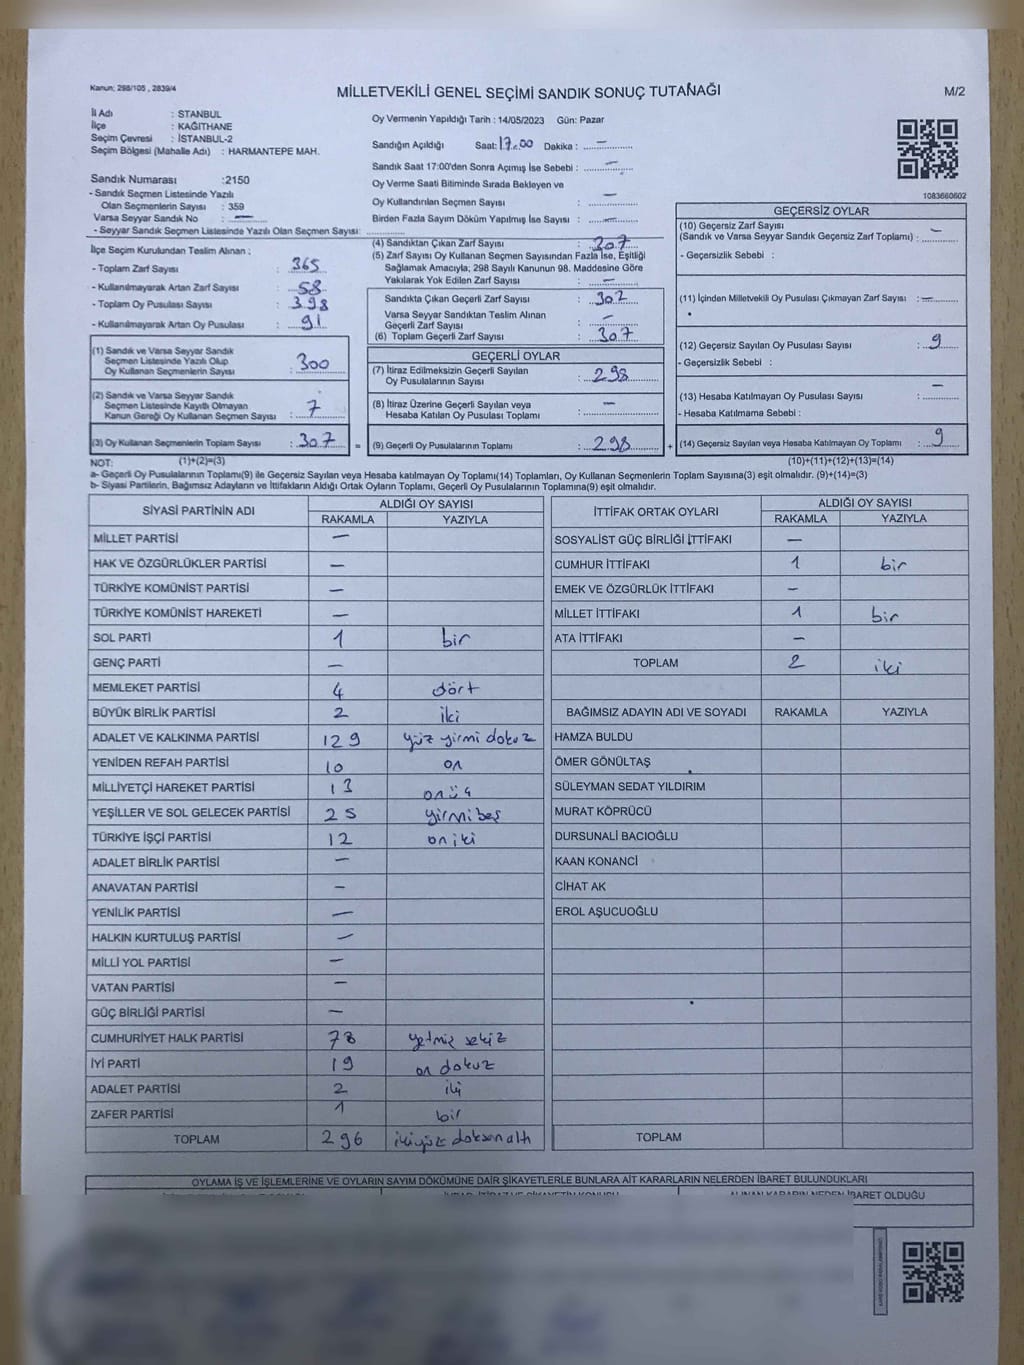 Kanun; 298/105 , 2839/4
MİLLETVEKİLİ GENEL SEÇİMİ SANDIK SONUÇ TUTANAĞI
M/2
İl Adı : STANBUL
İlçe : KAĞITHANE
Seçim Çevresi : İSTANBUL-2
Seçim Bölgesi (Mahalle Adı) : HARMANTEPE MAH.
Oy Vermenin Yapıldığı Tarih : 14/05/2023 Gün: Pazar
Sandığın Açıldığı Saat: 17.00 Dakika : —
Sandık Saat 17:00'den Sonra Açımış İse Sebebi : —
Oy Verme Saati Bitiminde Sırada Bekleyen ve
Oy Kullandırılan Seçmen Sayısı —
Birden Fazla Sayım Döküm Yapılmış İse Sayısı : —
1083660602
Sandık Numarası :2150
- Sandık Seçmen Listesinde Yazılı
Olan Seçmenlerin Sayısı : 359
Varsa Seyyar Sandık No : —
- Seyyar Sandık Seçmen Listesinde Yazılı Olan Seçmen Sayısı:
İlçe Seçim Kurulundan Teslim Alınan :
- Toplam Zarf Sayısı : 365
- Kullanılmayarak Artan Zarf Sayısı : 58
- Toplam Oy Pusulası Sayısı : 398
- Kullanılmayarak Artan Oy Pusulası : 91
(1) Sandık ve Varsa Seyyar Sandık
Seçmen Listesinde Yazılı Olup
Oy Kullanan Seçmenlerin Sayısı : 300
(2) Sandık ve Varsa Seyyar Sandık
Seçmen Listesinde Kayıtlı Olmayan
Kanun Gereği Oy Kullanan Seçmen Sayısı : 7
(3) Oy Kullanan Seçmenlerin Toplam Sayısı : 307 =
(4) Sandıktan Çıkan Zarf Sayısı : 307
(5) Zarf Sayısı Oy Kullanan Seçmen Sayısından Fazla İse, Eşitliği
Sağlamak Amacıyla; 298 Sayılı Kanunun 98. Maddesine Göre
Yakılarak Yok Edilen Zarf Sayısı : —
Sandıkta Çıkan Geçerli Zarf Sayısı : 307
Varsa Seyyar Sandıktan Teslim Alınan
Geçerli Zarf Sayısı : —
(6) Toplam Geçerli Zarf Sayısı : 307
GEÇERLİ OYLAR
(7) İtiraz Edilmeksizin Geçerli Sayılan
Oy Pusulalarının Sayısı : 298
(8) İtiraz Üzerine Geçerli Sayılan veya
Hesaba Katılan Oy Pusulası Toplamı : —
(9) Geçerli Oy Pusulalarının Toplamı : 298 +
GEÇERSİZ OYLAR
(10) Geçersiz Zarf Sayısı
(Sandık ve Varsa Seyyar Sandık Geçersiz Zarf Toplamı) : —
- Geçersizlik Sebebi :
(11) İçinden Milletvekili Oy Pusulası Çıkmayan Zarf Sayısı : —
(12) Geçersiz Sayılan Oy Pusulası Sayısı : 9
- Geçersizlik Sebebi :
(13) Hesaba Katılmayan Oy Pusulası Sayısı : —
- Hesaba Katılmama Sebebi :
(14) Geçersiz Sayılan veya Hesaba Katılmayan Oy Toplamı : 9
NOT: (1)+(2)=(3) (10)+(11)+(12)+(13)=(14)
a- Geçerli Oy Pusulalarının Toplamı(9) ile Geçersiz Sayılan veya Hesaba katılmayan Oy Toplamı(14) Toplamları, Oy Kullanan Seçmenlerin Toplam Sayısına(3) eşit olmalıdır. (9)+(14)=(3)
b- Siyasi Partilerin, Bağımsız Adayların ve İttifakların Aldığı Ortak Oyların Toplamı, Geçerli Oy Pusulalarının Toplamına(9) eşit olmalıdır.
SİYASİ PARTİNİN ADI ALDIĞI OY SAYISI
RAKAMLA YAZIYLA
MİLLET PARTİSİ —
HAK VE ÖZGÜRLÜKLER PARTİSİ —
TÜRKİYE KOMÜNİST PARTİSİ —
TÜRKİYE KOMÜNİST HAREKETİ —
SOL PARTİ 1 bir
GENÇ PARTİ —
MEMLEKET PARTİSİ 4 dört
BÜYÜK BİRLİK PARTİSİ 2 iki
ADALET VE KALKINMA PARTİSİ 129 yüz yirmi dokuz
YENİDEN REFAH PARTİSİ 10 on
MİLLİYETÇİ HAREKET PARTİSİ 13 onüç
YEŞİLLER VE SOL GELECEK PARTİSİ 25 yirmibeş
TÜRKİYE İŞÇİ PARTİSİ 12 oniki
ADALET BİRLİK PARTİSİ —
ANAVATAN PARTİSİ —
YENİLİK PARTİSİ —
HALKIN KURTULUŞ PARTİSİ —
MİLLİ YOL PARTİSİ —
VATAN PARTİSİ —
GÜÇ BİRLİĞİ PARTİSİ —
CUMHURİYET HALK PARTİSİ 78 yetmiş sekiz
İYİ PARTİ 19 on dokuz
ADALET PARTİSİ 2 iki
ZAFER PARTİSİ 1 bir
TOPLAM 296 ikiyüz doksan altı
İTTİFAK ORTAK OYLARI ALDIĞI OY SAYISI
RAKAMLA YAZIYLA
SOSYALİST GÜÇ BİRLİĞİ İTTİFAKI —
CUMHUR İTTİFAKI 1 bir
EMEK VE ÖZGÜRLÜK İTTİFAKI —
MİLLET İTTİFAKI 1 bir
ATA İTTİFAKI —
TOPLAM 2 iki
BAĞIMSIZ ADAYIN ADI VE SOYADI RAKAMLA YAZIYLA
HAMZA BULDU
ÖMER GÖNÜLTAŞ
SÜLEYMAN SEDAT YILDIRIM
MURAT KÖPRÜCÜ
DURSUNALİ BACIOĞLU
KAAN KONANCİ
CİHAT AK
EROL AŞUCUOĞLU
TOPLAM
OYLAMA İŞ VE İŞLEMLERİNE VE OYLARIN SAYIM DÖKÜMÜNE DAİR ŞİKAYETLERLE BUNLARA AİT KARARLARIN NELERDEN İBARET BULUNDUKLARI
ALINAN KARARIN NEDEN İBARET OLDUĞU